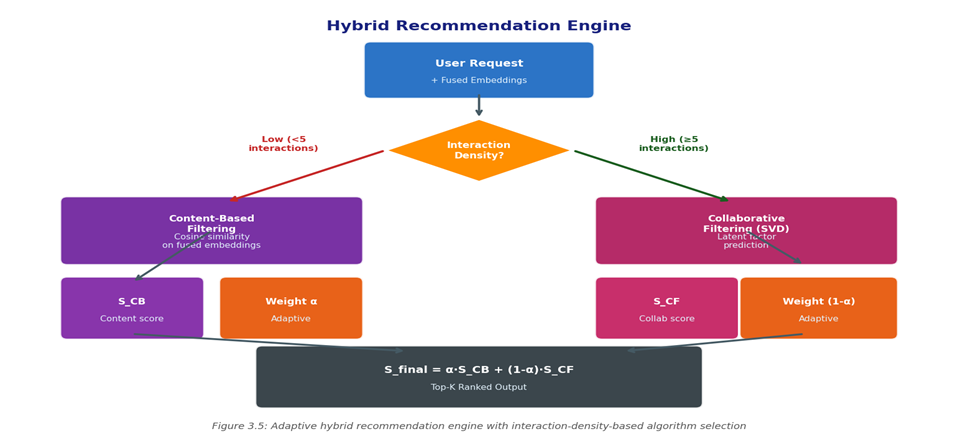 Hybrid Recommendation Engine
User Request
+ Fused Embeddings
Interaction
Density?
Low (<5
interactions)
High (≥5
interactions)
Content-Based
Filtering
Cosine similarity
on fused embeddings
Collaborative
Filtering (SVD)
Latent factor
prediction
S_CB
Content score
Weight α
Adaptive
S_CF
Collab score
Weight (1-α)
Adaptive
S_final = α·S_CB + (1-α)·S_CF
Top-K Ranked Output
Figure 3.5: Adaptive hybrid recommendation engine with interaction-density-based algorithm selection